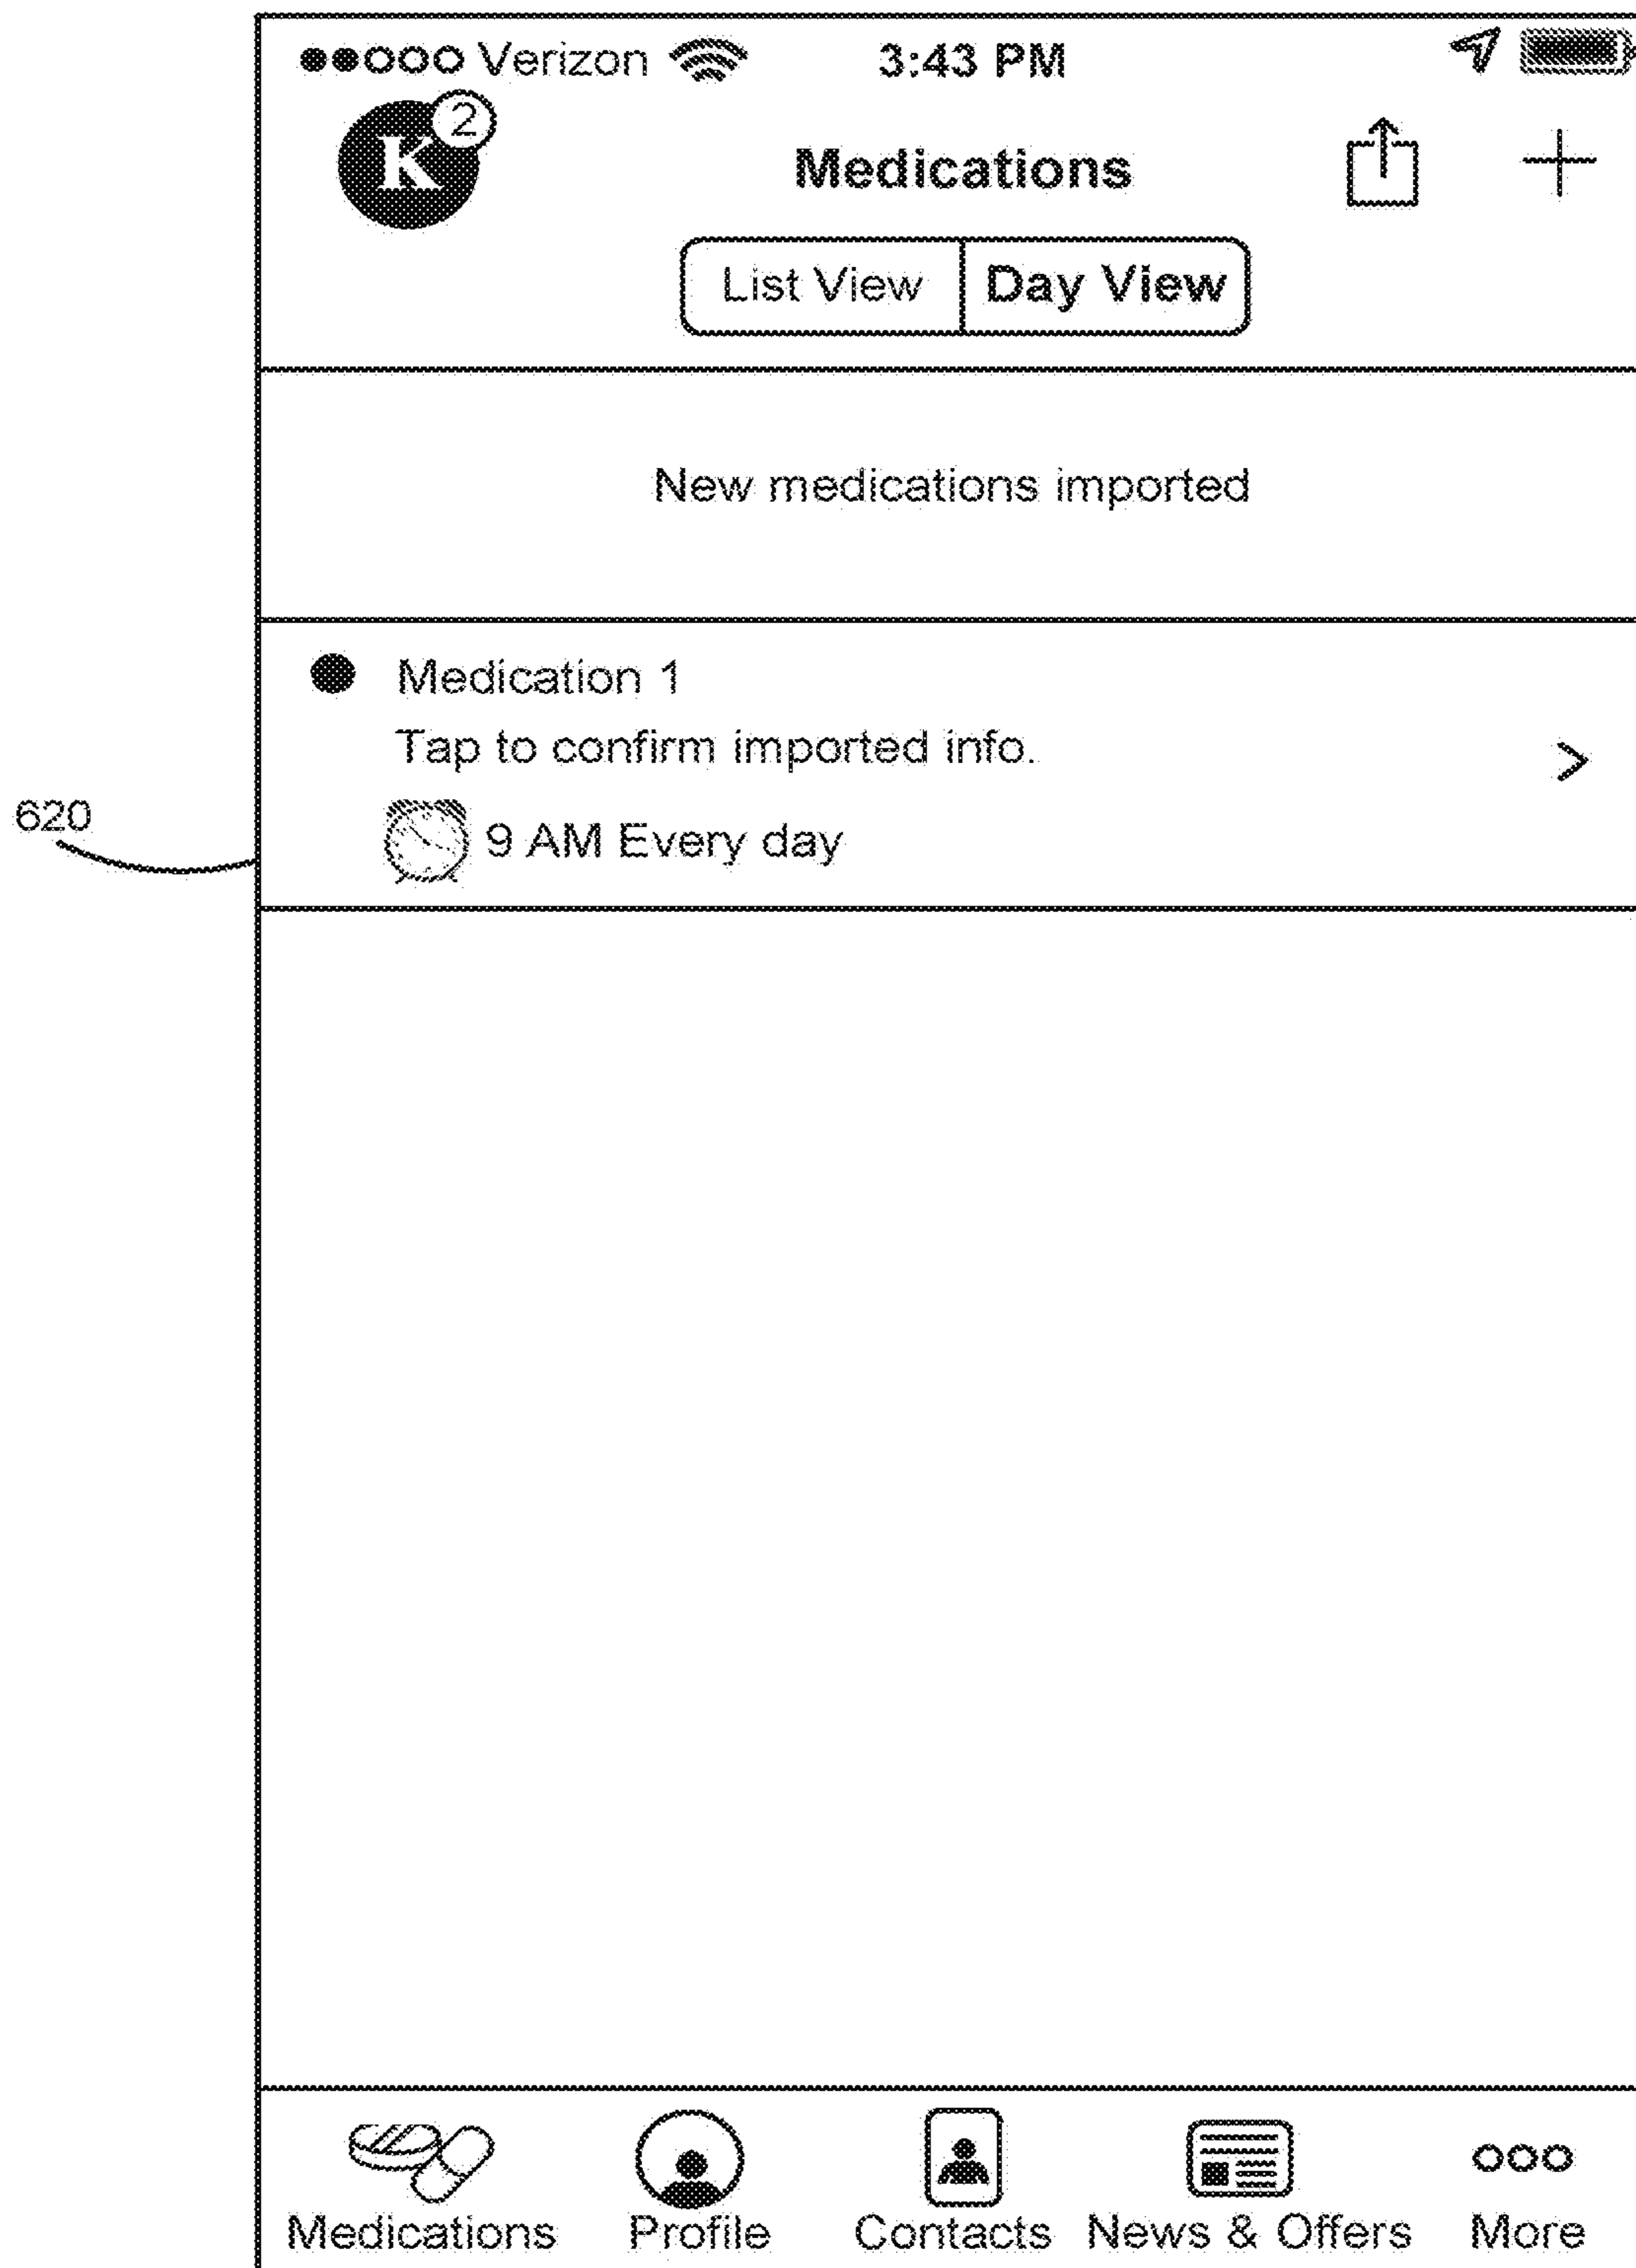 Verizon 3:43 PM
K 2
Medications
List View Day View
New medications imported
Medication 1
Tap to confirm imported info.
>
620
9 AM Every day
Medications Profile Contacts News & Offers More